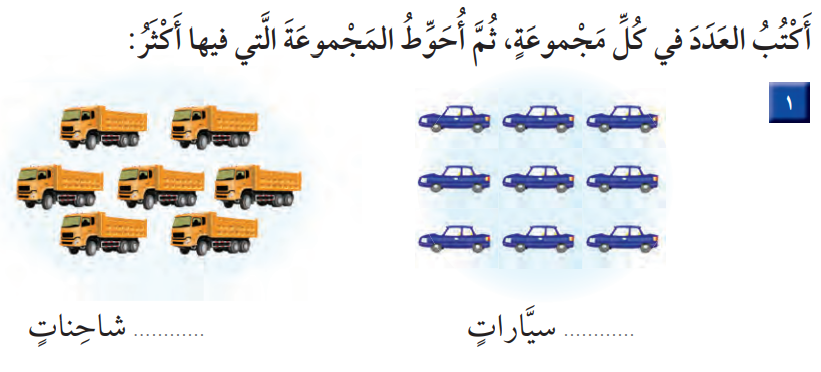 أَكْتُبُ العَدَدَ في كُلِّ مَجْموعَةٍ، ثُمَّ أُحَوِّطُ المَجْموعَةَ الَّتي فيها أَكْثَرُ:
١
............ سيَّاراتٍ
............ شاحِناتٍ